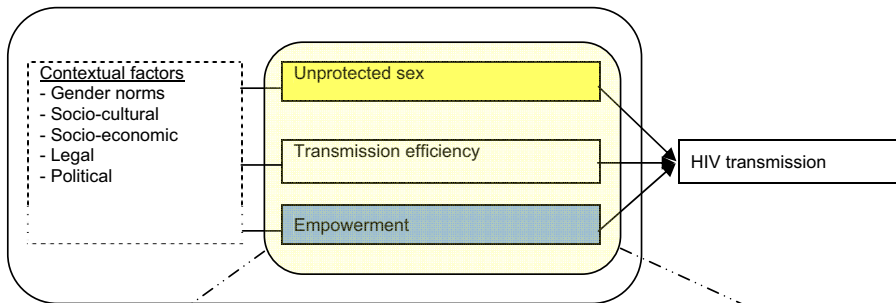 Contextual factors
- Gender norms
- Socio-cultural
- Socio-economic
- Legal
- Political
Unprotected sex
Transmission efficiency
Empowerment
HIV transmission